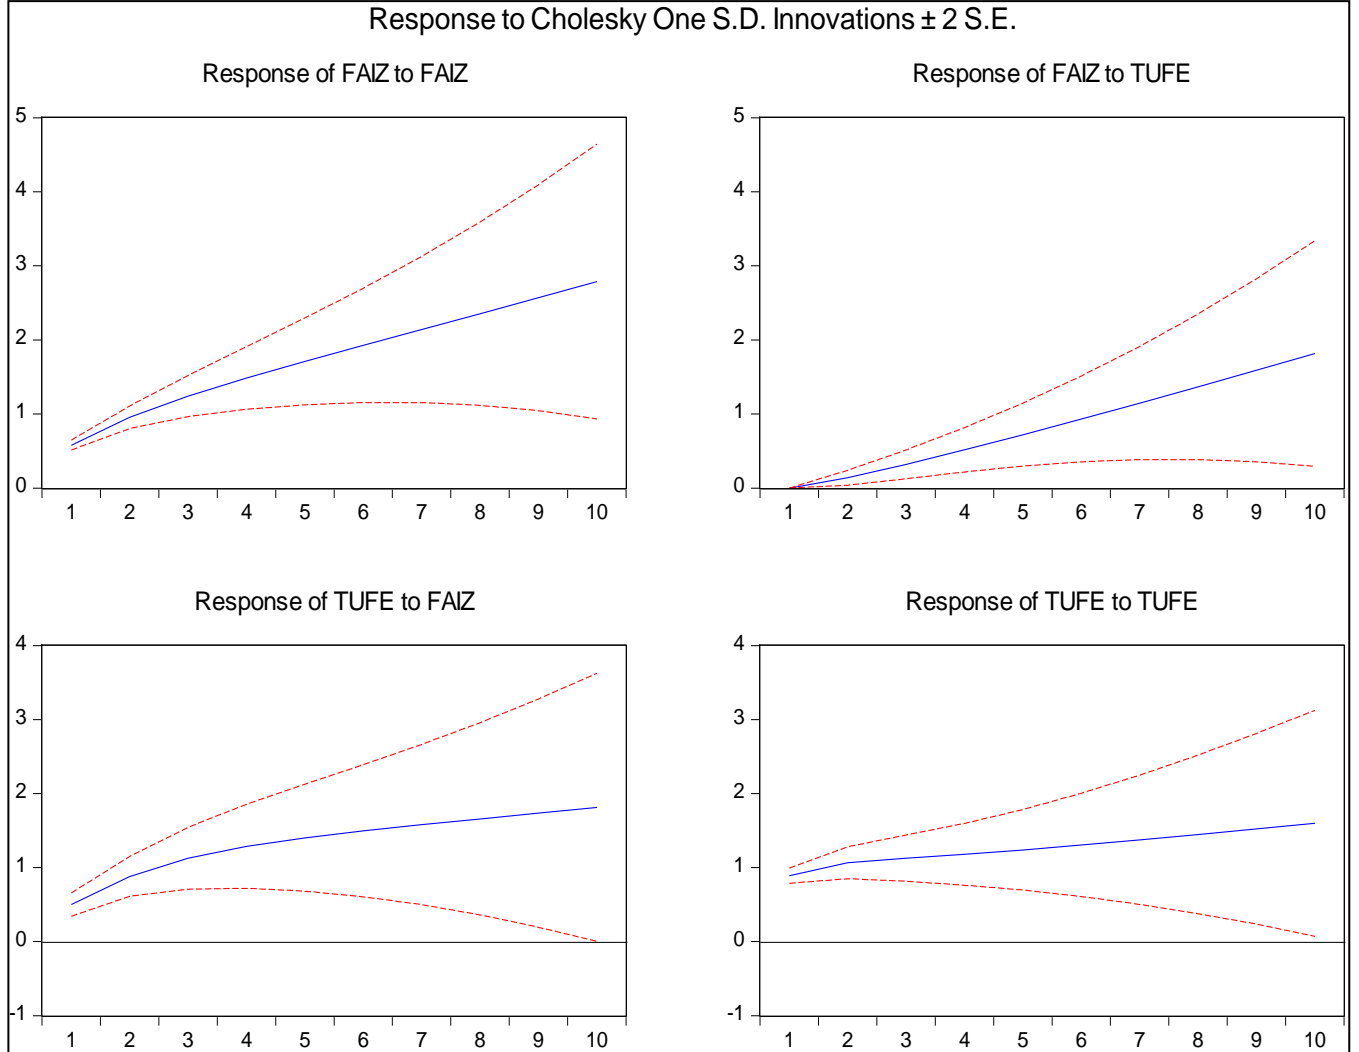 Response to Cholesky One S.D. Innovations ± 2 S.E.
Response of FAIZ to FAIZ
5
4
3
2
1
0
1 2 3 4 5 6 7 8 9 10
Response of FAIZ to TUFE
5
4
3
2
1
0
1 2 3 4 5 6 7 8 9 10
Response of TUFE to FAIZ
4
3
2
1
0
-1
1 2 3 4 5 6 7 8 9 10
Response of TUFE to TUFE
4
3
2
1
0
-1
1 2 3 4 5 6 7 8 9 10